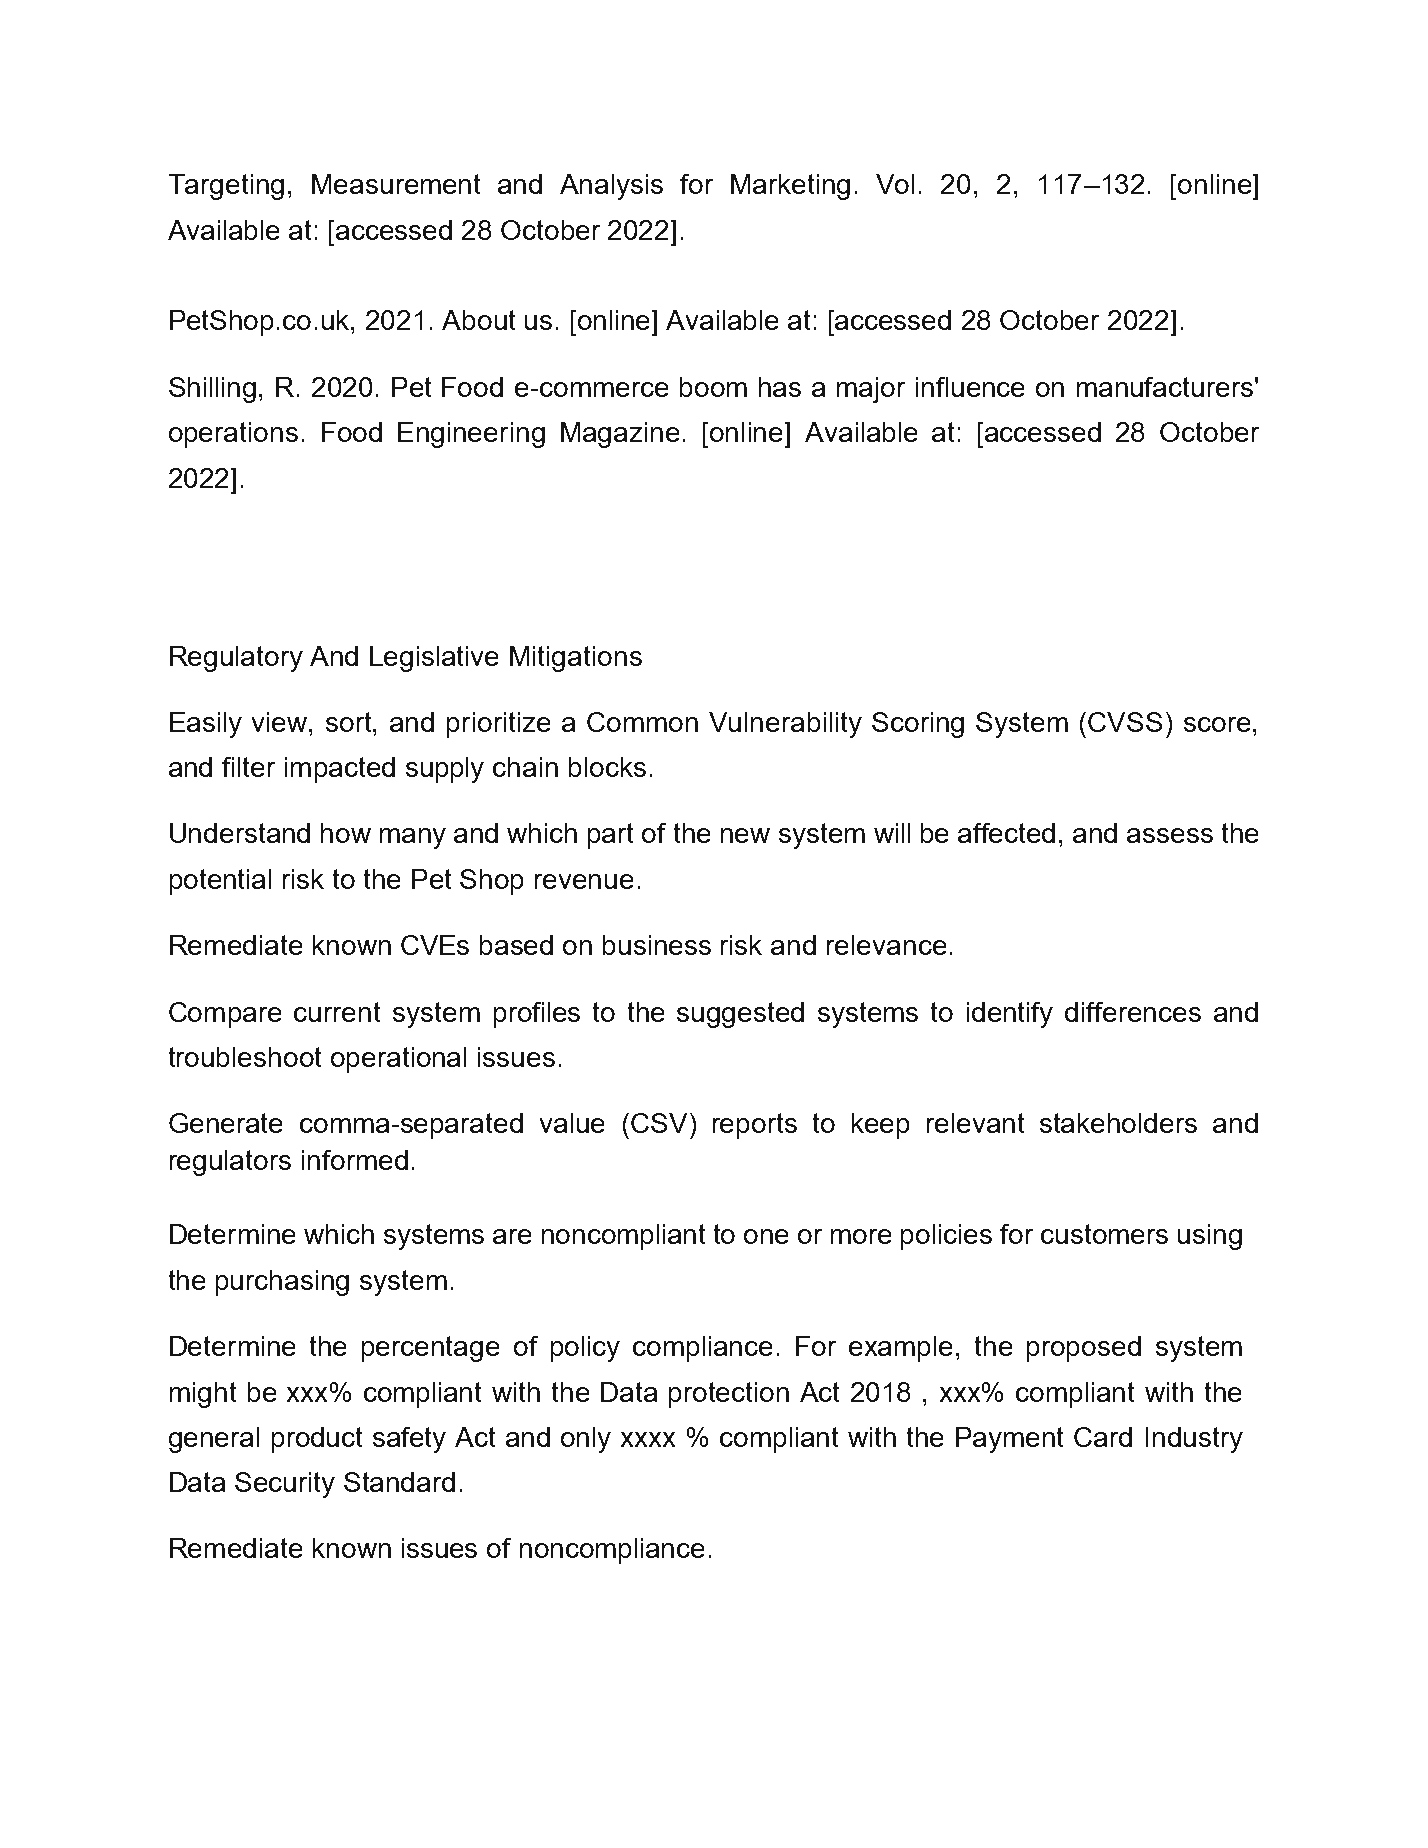 Targeting, Measurement and Analysis for Marketing. Vol. 20, 2, 117–132. [online]
Available at: [accessed 28 October 2022].
PetShop.co.uk, 2021. About us. [online] Available at: [accessed 28 October 2022].
Shilling, R. 2020. Pet Food e-commerce boom has a major influence on manufacturers'
operations. Food Engineering Magazine. [online] Available at: [accessed 28 October
2022].
Regulatory And Legislative Mitigations
Easily view, sort, and prioritize a Common Vulnerability Scoring System (CVSS) score,
and filter impacted supply chain blocks.
Understand how many and which part of the new system will be affected, and assess the
potential risk to the Pet Shop revenue.
Remediate known CVEs based on business risk and relevance.
Compare current system profiles to the suggested systems to identify differences and
troubleshoot operational issues.
Generate comma-separated value (CSV) reports to keep relevant stakeholders and
regulators informed.
Determine which systems are noncompliant to one or more policies for customers using
the purchasing system.
Determine the percentage of policy compliance. For example, the proposed system
might be xxx% compliant with the Data protection Act 2018 , xxx% compliant with the
general product safety Act and only xxxx % compliant with the Payment Card Industry
Data Security Standard.
Remediate known issues of noncompliance.